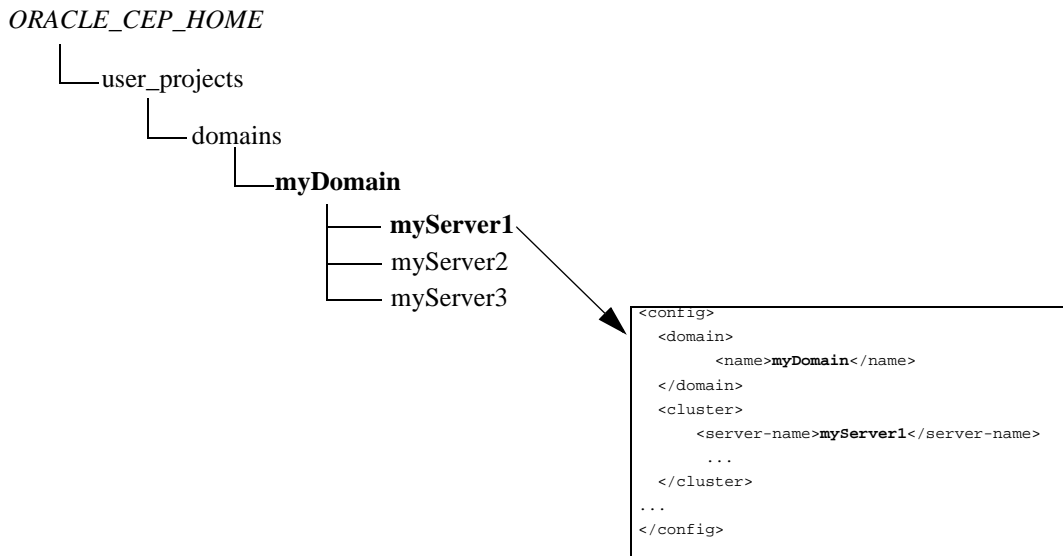 ORACLE_CEP_HOME
user_projects
domains
myDomain
myServer1
myServer2
myServer3
<config>
<domain>
<name>myDomain</name>
</domain>
<cluster>
<server-name>myServer1</server-name>
...
</cluster>
...
</config>